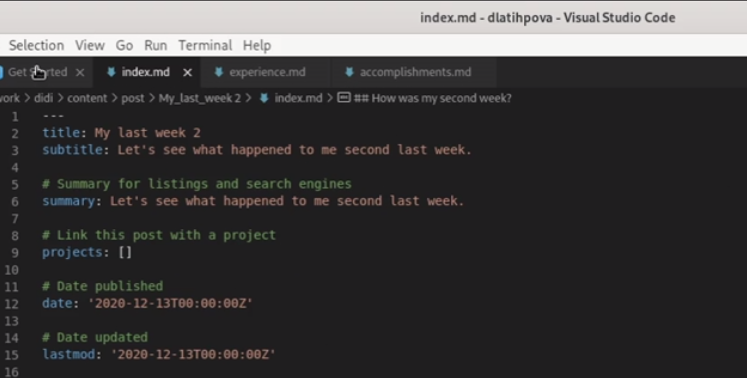 index.md - dlatihpova - Visual Studio Code
Selection View Go Run Terminal Help
Get index.md experience.md accomplishments.md
didi > content > post > My_last_week 2 > index.md > ## How was my second week?
1 ---
2 title: My last week 2
3 subtitle: Let's see what happened to me second last week.
4
5 # Summary for listings and search engines
6 summary: Let's see what happened to me second last week.
7
8 # Link this post with a project
9 projects: []
10
11 # Date published
12 date: '2020-12-13T00:00:00Z'
13
14 # Date updated
15 lastmod: '2020-12-13T00:00:00Z'
16